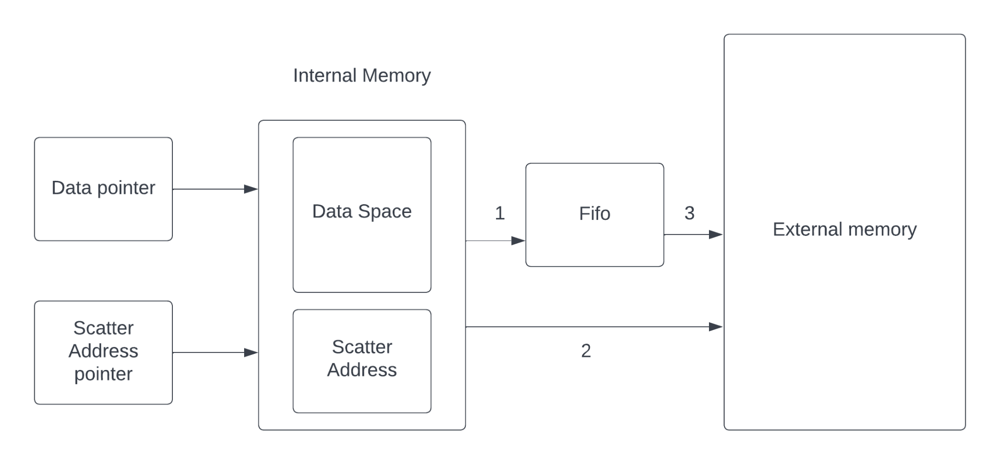 Internal Memory
Data pointer
Data Space
1
Fifo
3
External memory
Scatter
Address
pointer
Scatter
Address
2